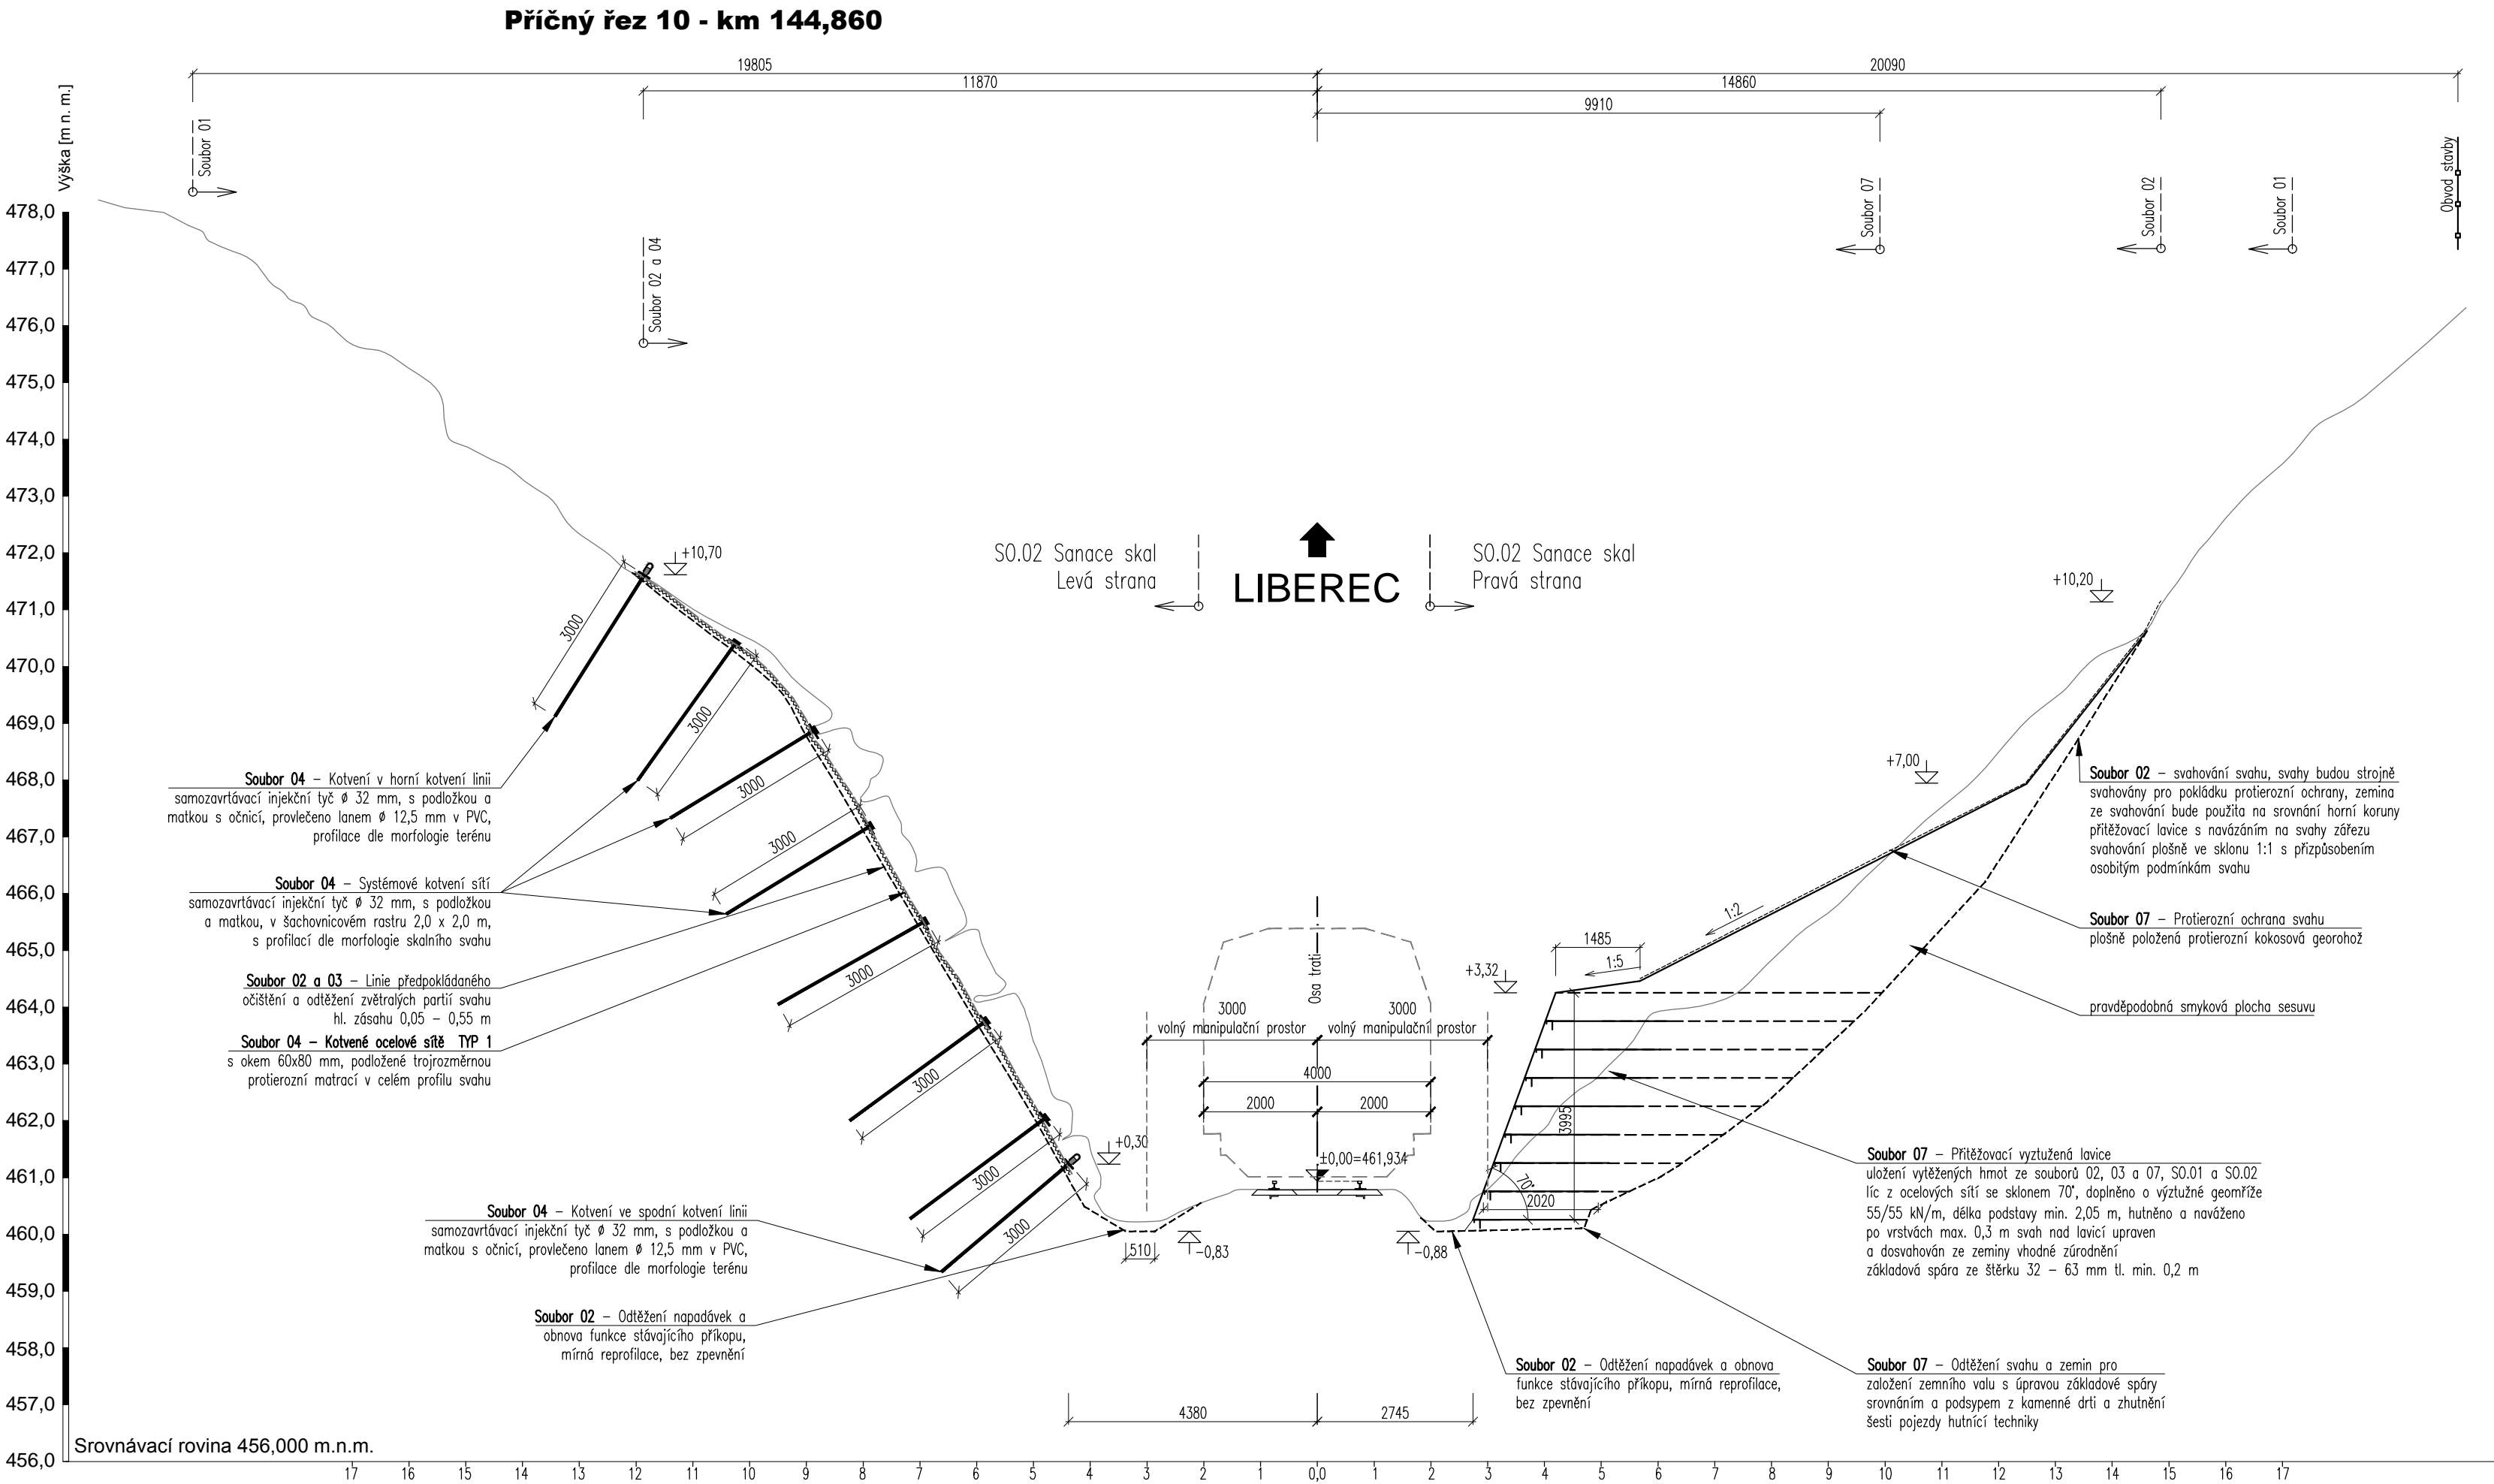 Příčný řez 10 - km 144,860
19805
20090
11870
14860
9910
Výška [m n. m.]
Soubor 01
Soubor 02 a 04
Soubor 07
Soubor 02
Soubor 01
Obvod stavby
478,0
477,0
476,0
475,0
474,0
473,0
472,0
471,0
470,0
469,0
468,0
467,0
466,0
465,0
464,0
463,0
462,0
461,0
460,0
459,0
458,0
457,0
456,0
SO.02 Sanace skal
Levá strana
LIBEREC
SO.02 Sanace skal
Pravá strana
+10,70
+10,20
+7,00
+3,32
+0,30
-0,83
-0,88
±0,00=461,934
3000
3000
3000
3000
3000
3000
3000
3000
Soubor 04 – Kotvení v horní kotvení linii
samozavrtávací injekční tyč ø 32 mm, s podložkou a
matkou s očnicí, provlečeno lanem ø 12,5 mm v PVC,
profilace dle morfologie terénu
Soubor 04 – Systémové kotvení sítí
samozavrtávací injekční tyč ø 32 mm, s podložkou
a matkou, v šachovnicovém rastru 2,0 x 2,0 m,
s profilací dle morfologie skalního svahu
Soubor 02 a 03 – Linie předpokládaného
očištění a odtěžení zvětralých partií svahu
hl. zásahu 0,05 – 0,55 m
Soubor 04 – Kotvené ocelové sítě TYP 1
s okem 60x80 mm, podložené trojrozměrnou
protierozní matrací v celém profilu svahu
Soubor 04 – Kotvení ve spodní kotvení linii
samozavrtávací injekční tyč ø 32 mm, s podložkou a
matkou s očnicí, provlečeno lanem ø 12,5 mm v PVC,
profilace dle morfologie terénu
Soubor 02 – Odtěžení napadávek a
obnova funkce stávajícího příkopu,
mírná reprofilace, bez zpevnění
Osa trati
3000
volný manipulační prostor
3000
volný manipulační prostor
4000
2000
2000
510
1:2
1485
1:5
3995
70°
2020
Soubor 02 – svahování svahu, svahy budou strojně
svahovány pro pokládku protierozní ochrany, zemina
ze svahování bude použita na srovnání horní koruny
přitěžovací lavice s navázáním na svahy zářezu
svahování plošně ve sklonu 1:1 s přizpůsobením
osobitým podmínkám svahu
Soubor 07 – Protierozní ochrana svahu
plošně položená protierozní kokosová georohož
pravděpodobná smyková plocha sesuvu
Soubor 07 – Přitěžovací vyztužená lavice
uložení vytěžených hmot ze souborů 02, 03 a 07, SO.01 a SO.02
líc z ocelových sítí se sklonem 70°, doplněno o výztužné geomříže
55/55 kN/m, délka podstavy min. 2,05 m, hutněno a naváženo
po vrstvách max. 0,3 m svah nad lavicí upraven
a dosvahován ze zeminy vhodné zúrodnění
základová spára ze štěrku 32 – 63 mm tl. min. 0,2 m
Soubor 02 – Odtěžení napadávek a obnova
funkce stávajícího příkopu, mírná reprofilace,
bez zpevnění
Soubor 07 – Odtěžení svahu a zemin pro
založení zemního valu s úpravou základové spáry
srovnáním a podsypem z kamenné drti a zhutnění
šesti pojezdy hutnící techniky
4380
2745
Srovnávací rovina 456,000 m.n.m.
17 16 15 14 13 12 11 10 9 8 7 6 5 4 3 2 1 0,0 1 2 3 4 5 6 7 8 9 10 11 12 13 14 15 16 17